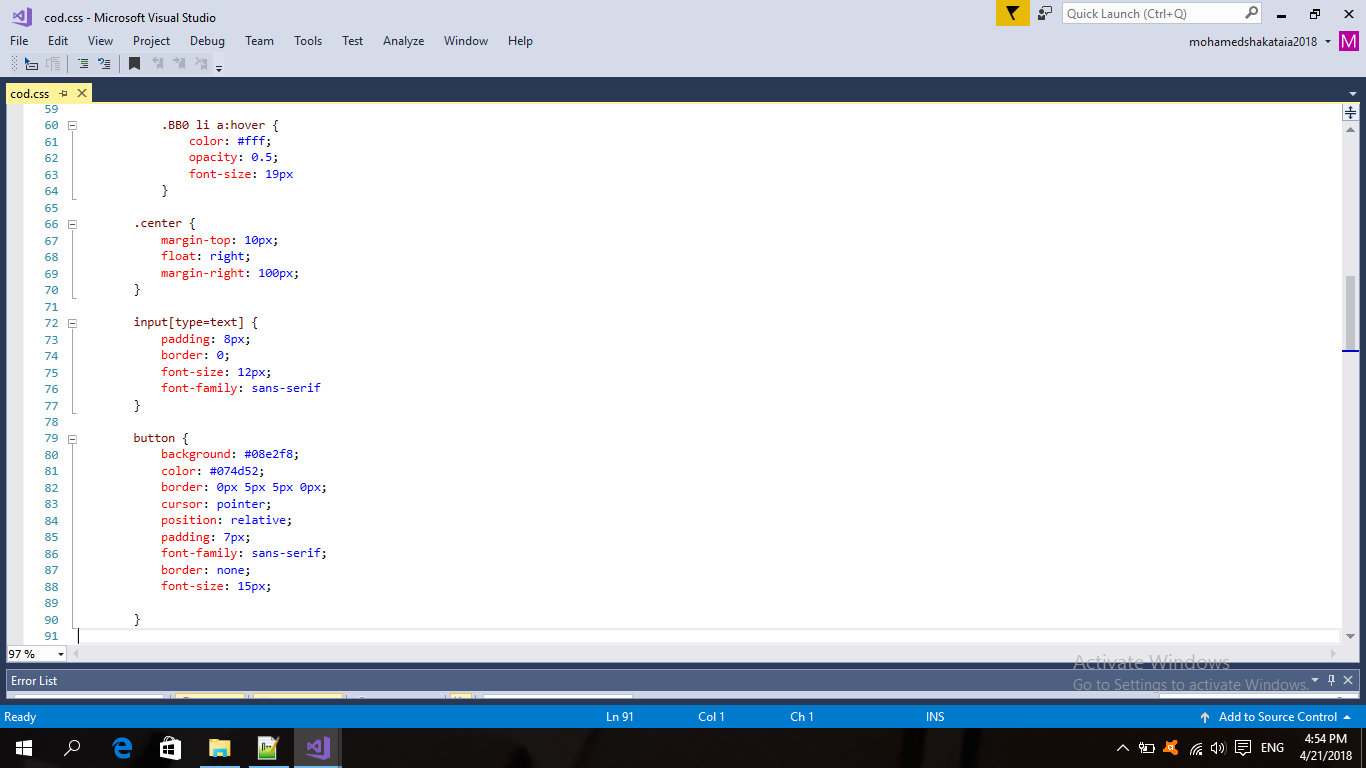 cod.css - Microsoft Visual Studio
Quick Launch (Ctrl+Q)
File Edit View Project Debug Team Tools Test Analyze Window Help
mohamedshakataia2018 M
cod.css
59
60 .BB0 li a:hover {
61 color: #fff;
62 opacity: 0.5;
63 font-size: 19px
64 }
65
66 .center {
67 margin-top: 10px;
68 float: right;
69 margin-right: 100px;
70 }
71
72 input[type=text] {
73 padding: 8px;
74 border: 0;
75 font-size: 12px;
76 font-family: sans-serif
77 }
78
79 button {
80 background: #08e2f8;
81 color: #074d52;
82 border: 0px 5px 5px 0px;
83 cursor: pointer;
84 position: relative;
85 padding: 7px;
86 font-family: sans-serif;
87 border: none;
88 font-size: 15px;
89
90 }
91
97 %
Activate Windows
Go to Settings to activate Windows.
Error List
Ready Ln 91 Col 1 Ch 1 INS Add to Source Control
ENG
4:54 PM
4/21/2018